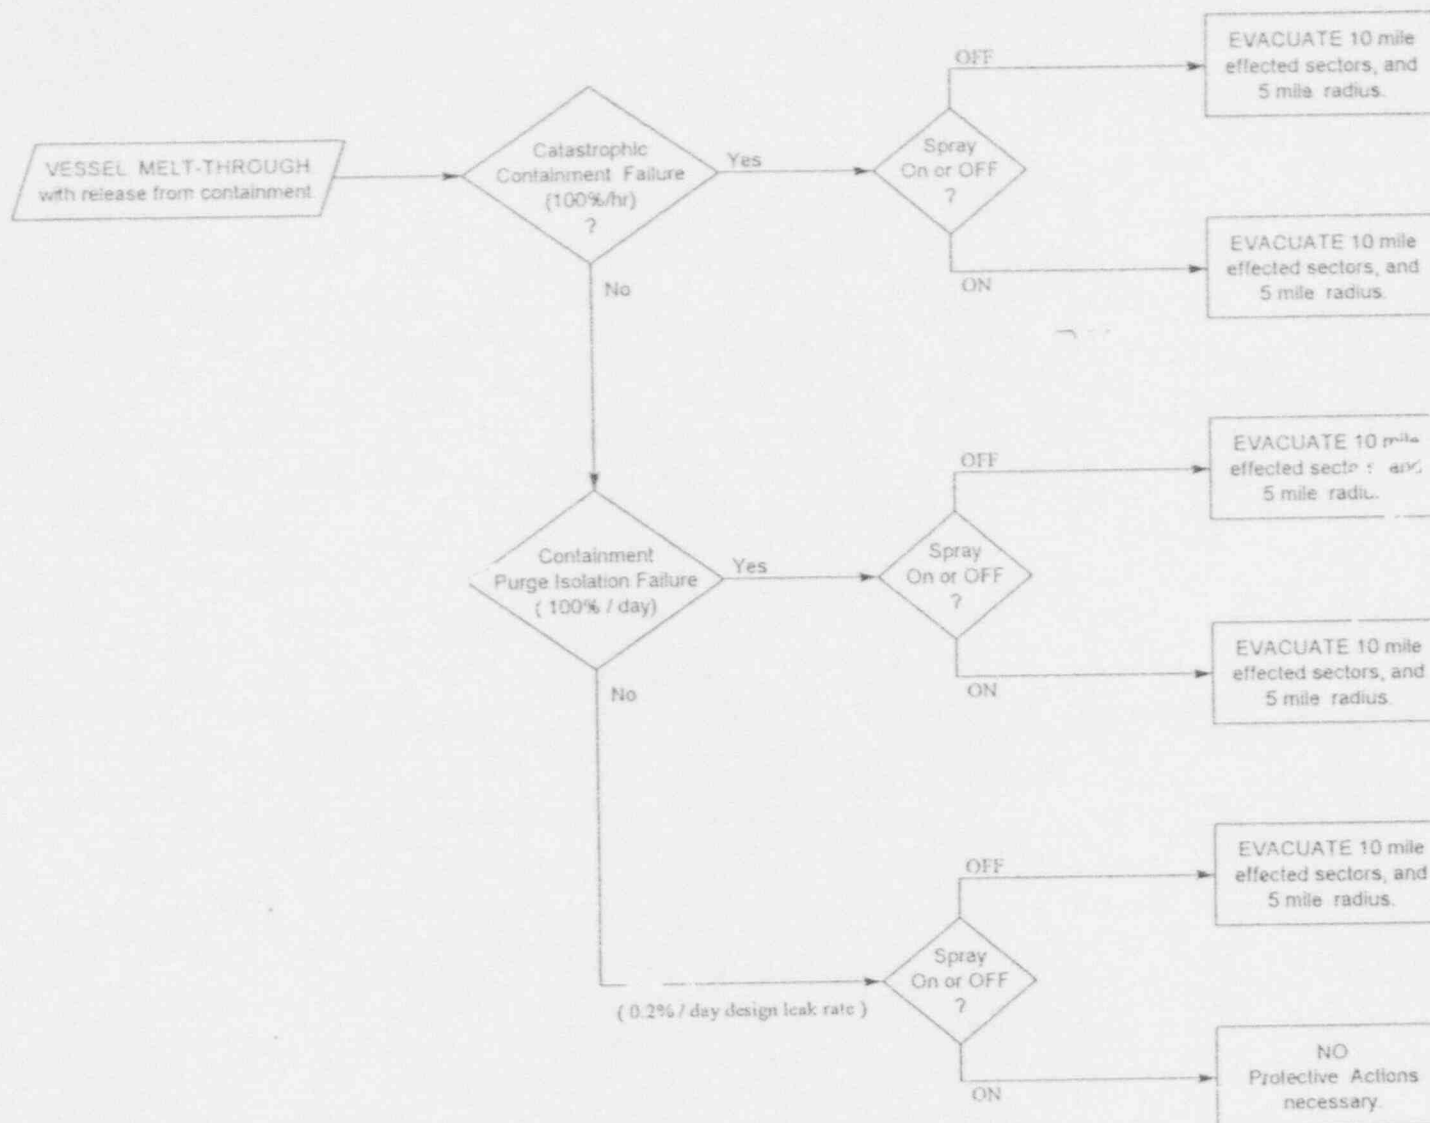 VESSEL MELT-THROUGH
with release from containment.
Catastrophic
Containment Failure
(100%/hr)
?
Yes
No
Spray
On or OFF
?
OFF
ON
EVACUATE 10 mile
effected sectors, and
5 mile radius.
EVACUATE 10 mile
effected sectors, and
5 mile radius.
Containment
Purge Isolation Failure
( 100% / day)
Yes
No
Spray
On or OFF
?
OFF
ON
EVACUATE 10 mile
effected and
5 mile
EVACUATE 10 mile
effected sectors, and
5 mile radius.
( 0.2% / day design leak rate )
Spray
On or OFF
?
OFF
ON
EVACUATE 10 mile
effected sectors, and
5 mile radius.
NO
Protective Actions
necessary.